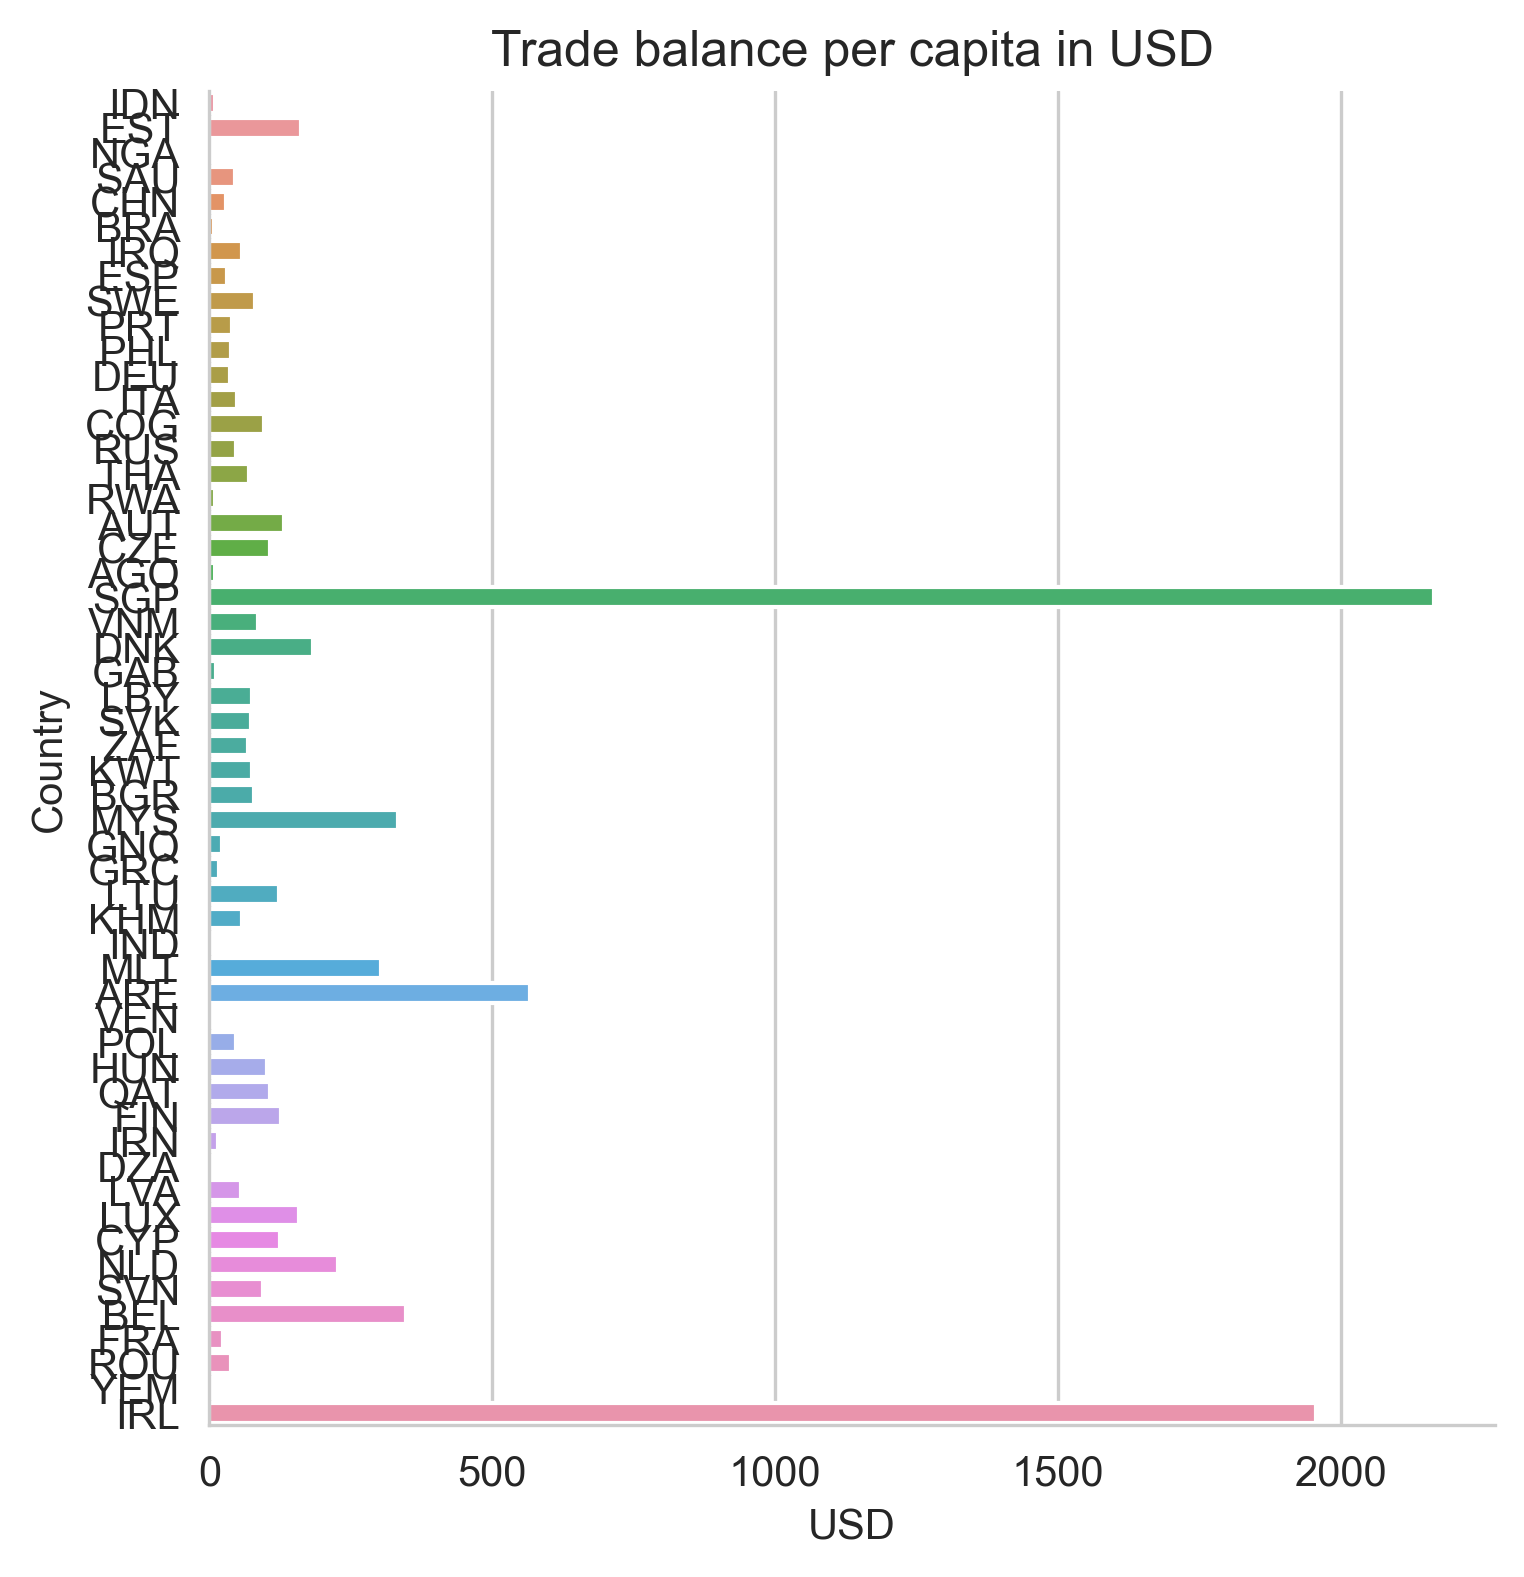 Trade balance per capita in USD
IDN
EST
NGA
SAU
CHN
BRA
IRQ
ESP
SWE
PRT
PHL
DEU
ITA
COG
RUS
THA
RWA
AUT
CZE
AGO
SGP
VNM
DNK
GAB
LBY
SVK
ZAF
KWT
BGR
MYS
GNQ
GRC
LTU
KHM
IND
MLT
ARE
VEN
POL
HUN
QAT
FIN
IRN
DZA
LVA
LUX
CYP
NLD
SVN
BEL
FRA
ROU
YEM
IRL
Country
0 500 1000 1500 2000
USD